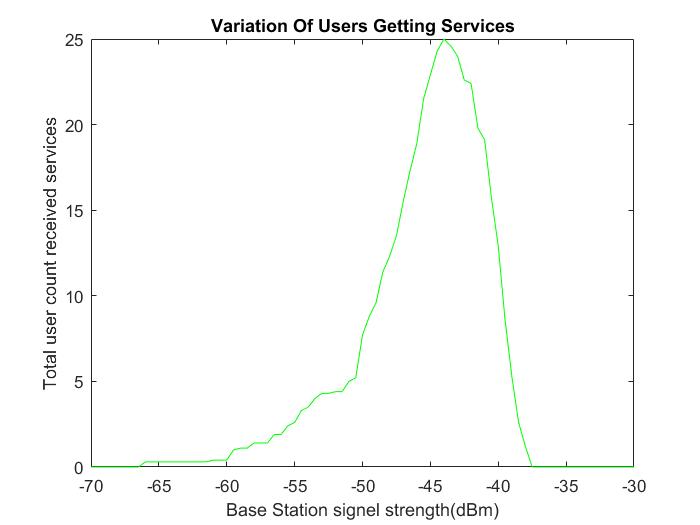 Variation Of Users Getting Services
25
20
15
10
5
0
Total user count received services
-70 -65 -60 -55 -50 -45 -40 -35 -30
Base Station signel strength(dBm)